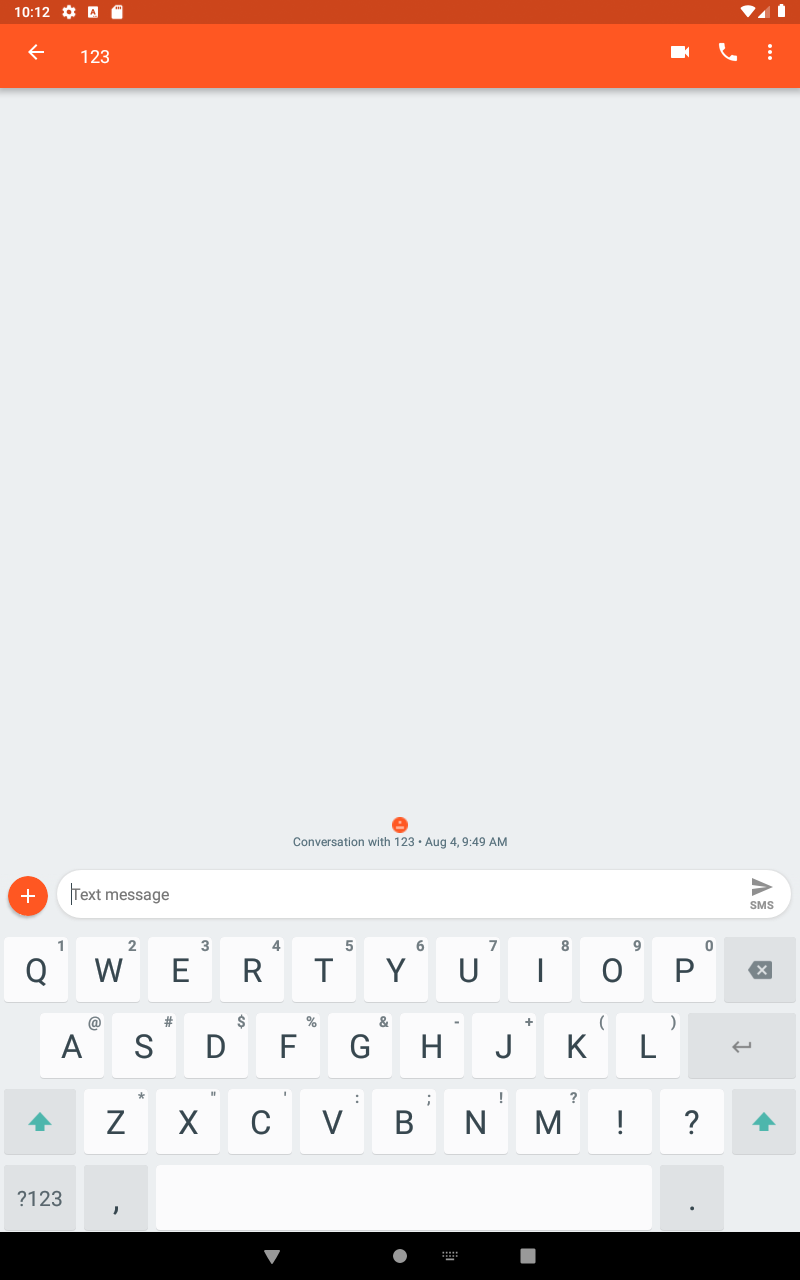 10:12
123
Conversation with 123 • Aug 4, 9:49 AM
Text message
SMS
1 2 3 4 5 6 7 8 9 0
Q W E R T Y U I O P
@ # $ % & - + ( )
A S D F G H J K L
* " ' : ; ! ?
Z X C V B N M ! ?
?123 , .